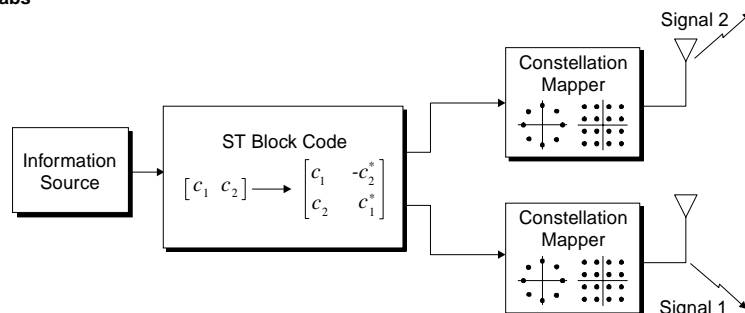 abs
Signal 2
Constellation
Mapper
ST Block Code
Information
Source
[c₁ c₂] → [c₁ -c₂*
c₂ c₁*]
Constellation
Mapper
Signal 1